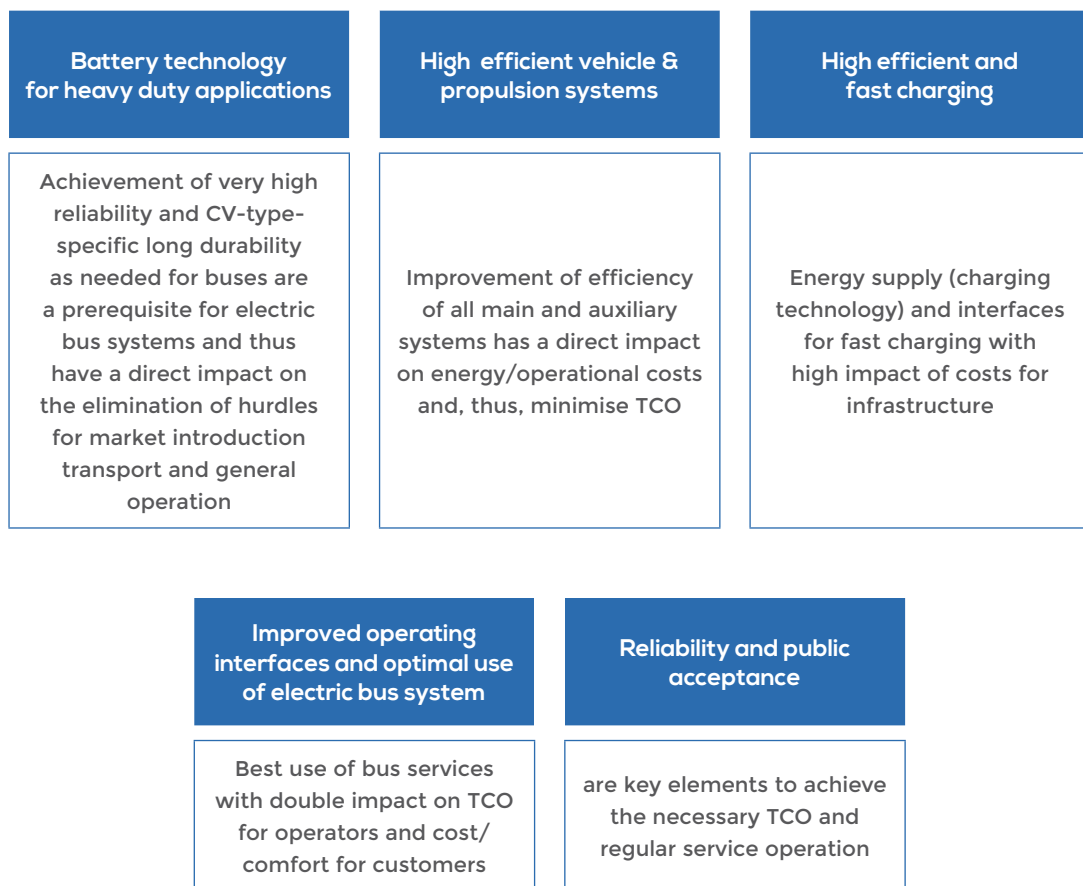 Battery technology
for heavy duty applications
Achievement of very high
reliability and CV-type-
specific long durability
as needed for buses are
a prerequisite for electric
bus systems and thus
have a direct impact on
the elimination of hurdles
for market introduction
transport and general
operation
High efficient vehicle &
propulsion systems
Improvement of efficiency
of all main and auxiliary
systems has a direct impact
on energy/operational costs
and, thus, minimise TCO
High efficient and
fast charging
Energy supply (charging
technology) and interfaces
for fast charging with
high impact of costs for
infrastructure
Improved operating
interfaces and optimal use
of electric bus system
Best use of bus services
with double impact on TCO
for operators and cost/
comfort for customers
Reliability and public
acceptance
are key elements to achieve
the necessary TCO and
regular service operation